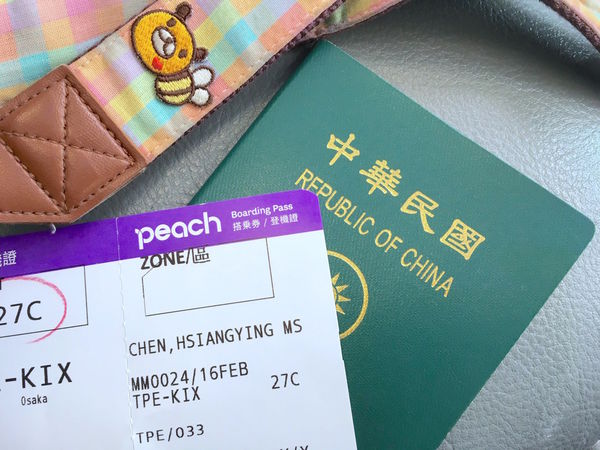 中華民國
REPUBLIC OF CHINA
peach
Boarding Pass
搭乘券 / 登機證
ZONE/區
27C
-KIX
Osaka
CHEN,HSIANGYING MS
MM0024/16FEB
27C
TPE-KIX
TPE/033